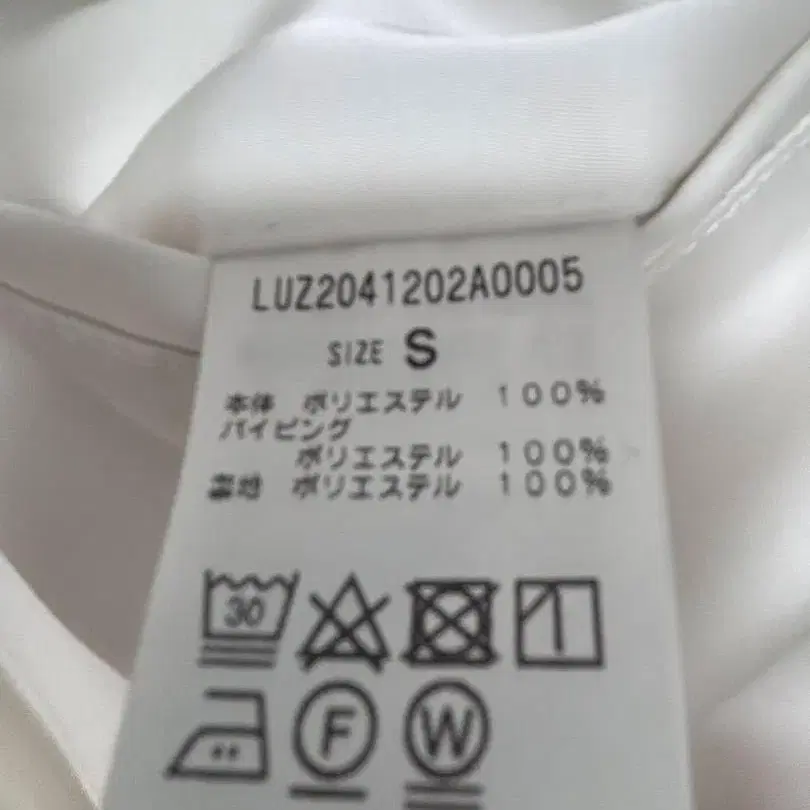 LUZ2041202A0005
SIZE S
本体 ポリエステル 100%
パイピング
ポリエステル 100%
裏地 ポリエステル 100%
30
F W